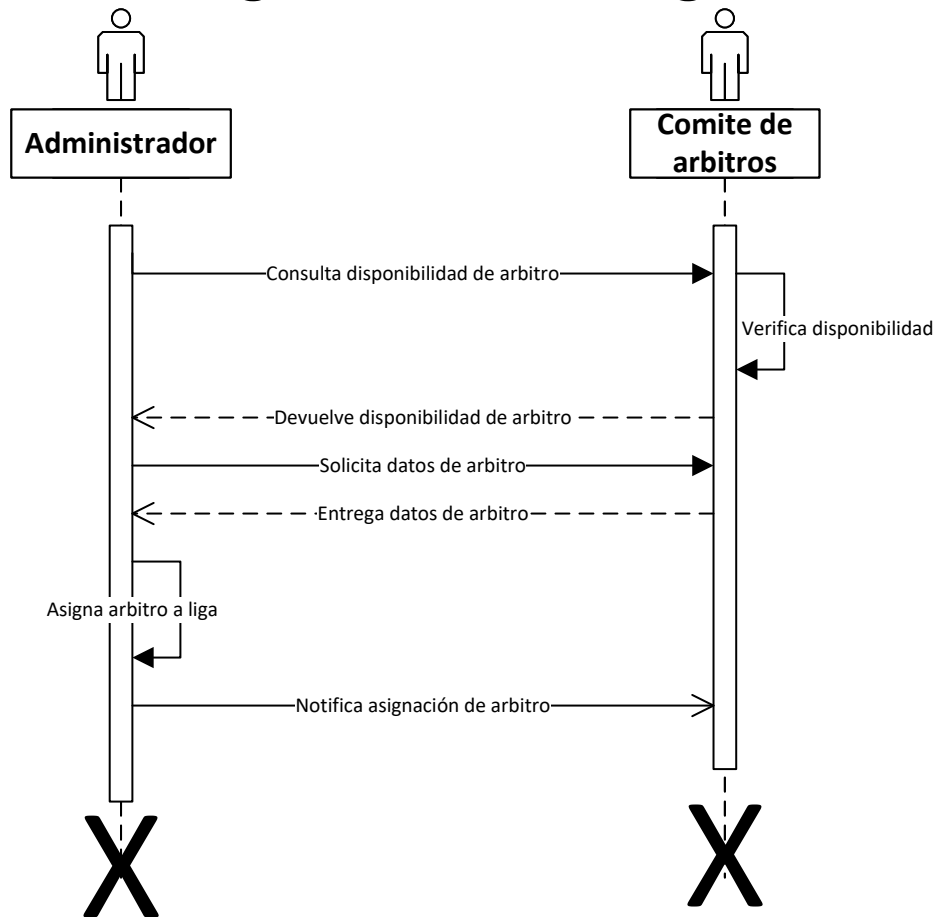 Administrador
Comite de
arbitros
Consulta disponibilidad de arbitro
Verifica disponibilidad
Devuelve disponibilidad de arbitro
Solicita datos de arbitro
Entrega datos de arbitro
Asigna arbitro a liga
Notifica asignación de arbitro
X
X